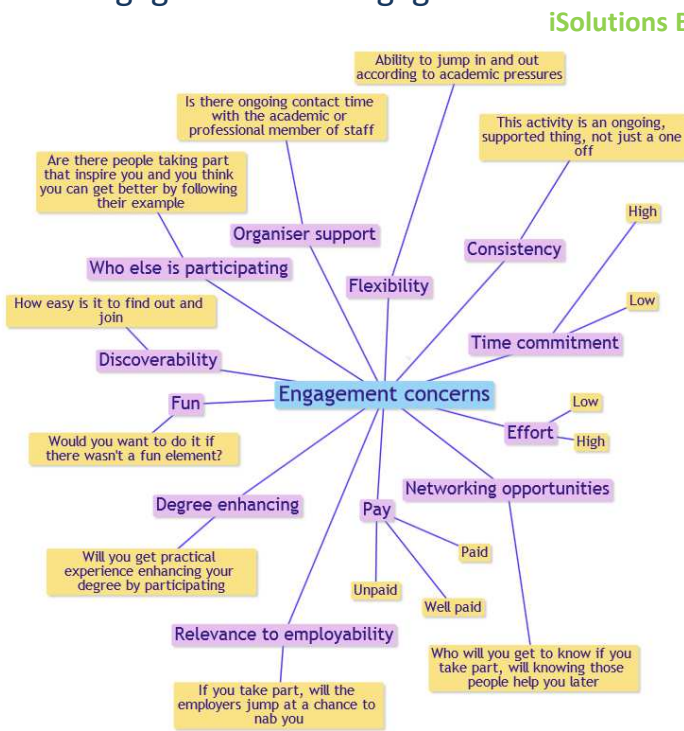 iSolutions
Ability to jump in and out
according to academic pressures
Is there ongoing contact time
with the academic or
professional member of staff
This activity is an ongoing,
supported thing, not just a one
off
Are there people taking part
that inspire you and you think
you can get better by following
their example
High
Organiser support
Consistency
Who else is participating
Flexibility
How easy is it to find out and
join
Low
Time commitment
Discoverability
Engagement concerns
Fun
Low
Effort
High
Would you want to do it if
there wasn't a fun element?
Networking opportunities
Degree enhancing
Pay
Paid
Will you get practical
experience enhancing your
degree by participating
Unpaid
Well paid
Relevance to employability
Who will you get to know if you
take part, will knowing those
people help you later
If you take part, will the
employers jump at a chance to
nab you